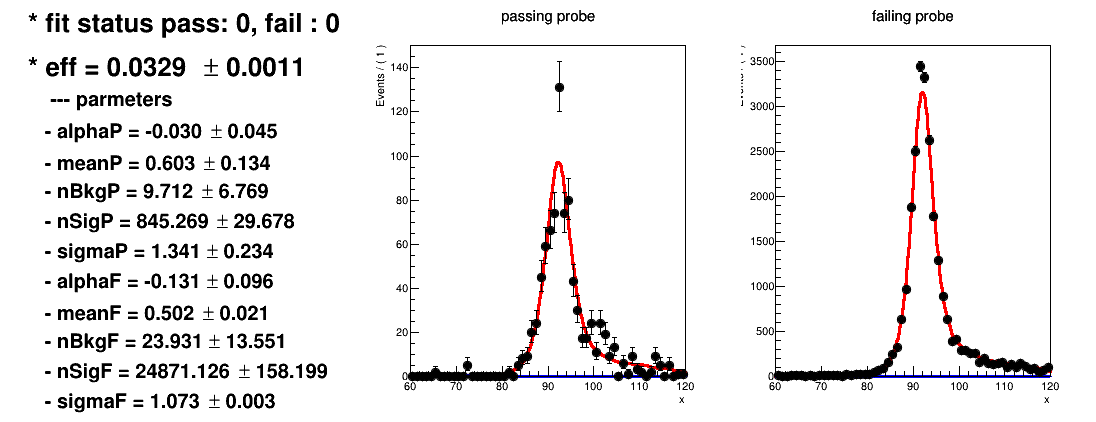 * fit status pass: 0, fail : 0
* eff = 0.0329 ± 0.0011
--- parmeters
- alphaP = -0.030 ± 0.045
- meanP = 0.603 ± 0.134
- nBkgP = 9.712 ± 6.769
- nSigP = 845.269 ± 29.678
- sigmaP = 1.341 ± 0.234
- alphaF = -0.131 ± 0.096
- meanF = 0.502 ± 0.021
- nBkgF = 23.931 ± 13.551
- nSigF = 24871.126 ± 158.199
- sigmaF = 1.073 ± 0.003
passing probe
Events / ( 1 )
140
120
100
80
60
40
20
0
60 70 80 90 100 110 120
x
failing probe
3500
3000
2500
2000
1500
1000
500
0
60 70 80 90 100 110 120
x